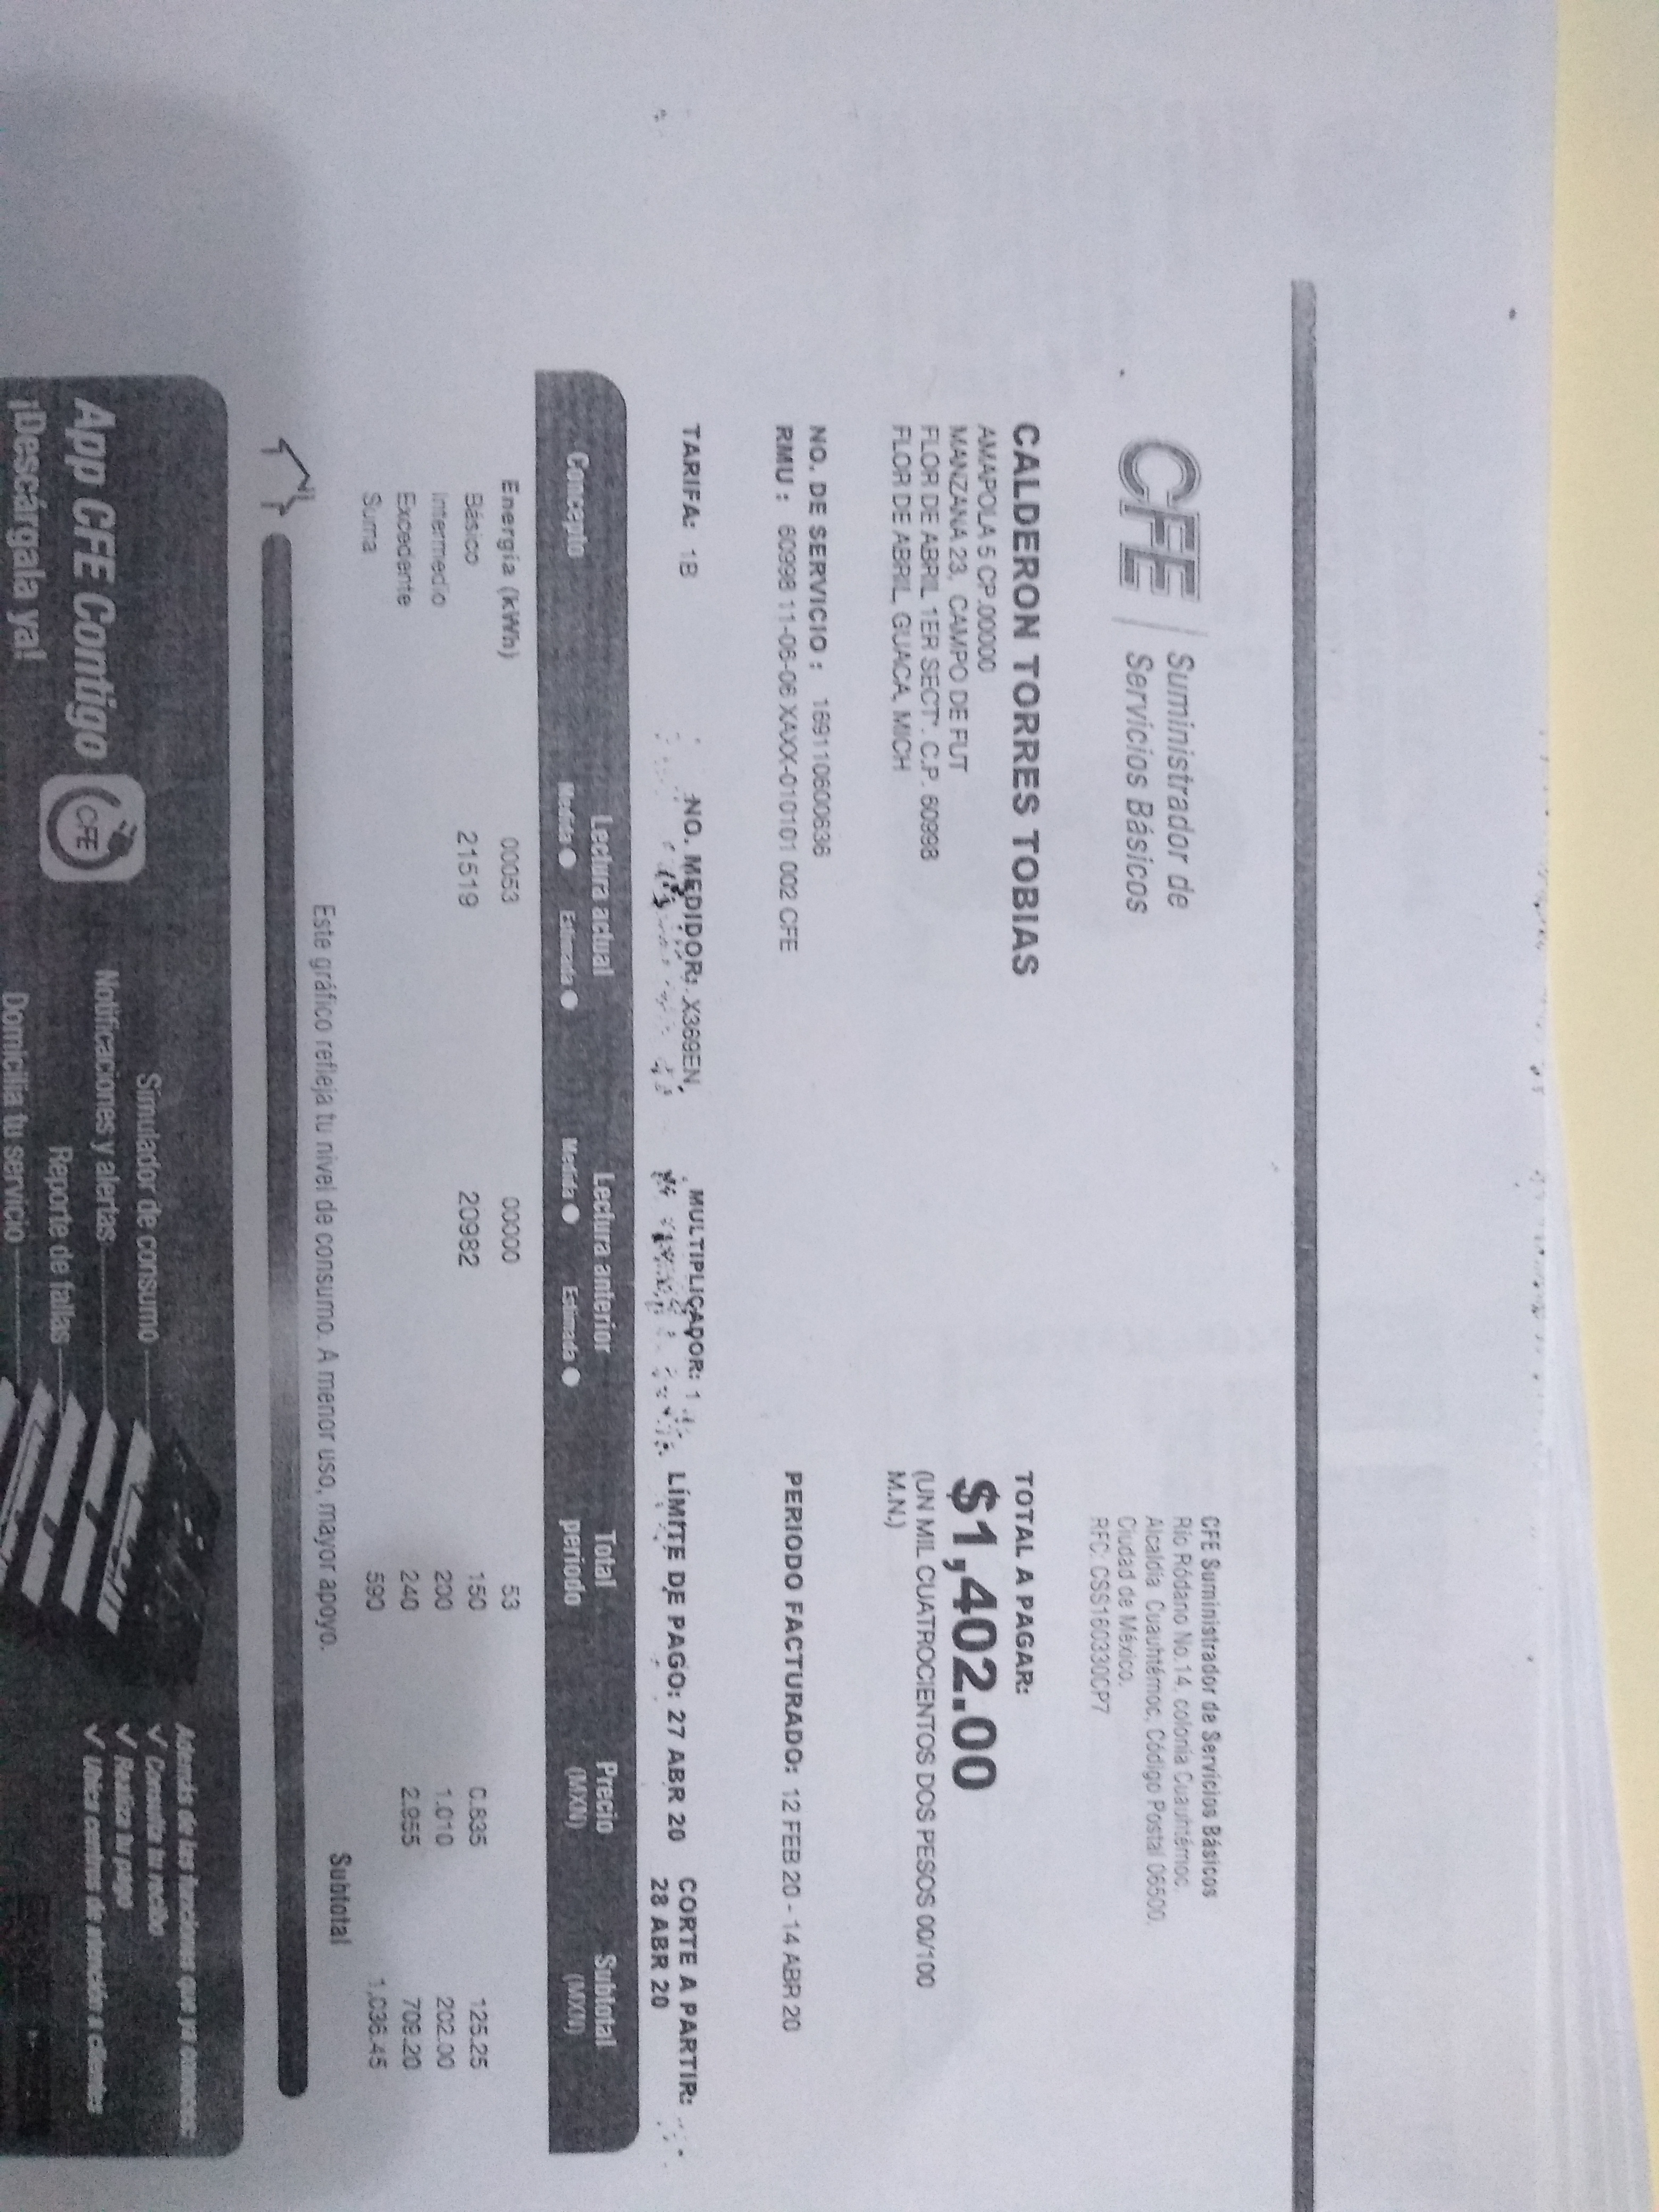 CFE Suministrador de
Servicios Básicos
CFE Suministrador de Servicios Básicos
Río Ródano No.14, colonia Cuauhtémoc,
Alcaldía Cuauhtémoc, Código Postal 06500,
Ciudad de México.
RFC: CSS160330CP7
CALDERON TORRES TOBIAS
AMAPOLA 5 CP.00000
MANZANA 23, CAMPO DE FUT
FLOR DE ABRIL 1ER SECT*. C.P. 60998
FLOR DE ABRIL, GUACA, MICH
TOTAL A PAGAR:
$1,402.00
(UN MIL CUATROCIENTOS DOS PESOS 00/100
M.N.)
NO. DE SERVICIO : 169110600636
RMU : 60998 11-06-06 XAXX-010101 002 CFE
PERIODO FACTURADO: 12 FEB 20 - 14 ABR 20
TARIFA: 1B NO. MEDIDOR: X369EN MULTIPLICADOR: 1
LÍMITE DE PAGO: 27 ABR 20 CORTE A PARTIR:
28 ABR 20
Concepto Lectura actual Lectura anterior Total periodo Precio (MXN) Subtotal (MXN)
Medida Estimada Medida Estimada
Energía (kWh) 00053 00000 53
Básico 21519 20982 150 0.835 125.25
Intermedio 200 1.010 202.00
Excedente 240 2.955 709.20
Suma 590 1,036.45
Este gráfico refleja tu nivel de consumo. A menor uso, mayor apoyo. Subtotal
App CFE Contigo
¡Descárgala ya!
CFE
Simulador de consumo
Notificaciones y alertas
Reporte de fallas
Domicilia tu servicio
Además de las funciones que ya conoces:
✓ Consulta tu recibo
✓ Realiza tu pago
✓ Ubica centros de atención a clientes